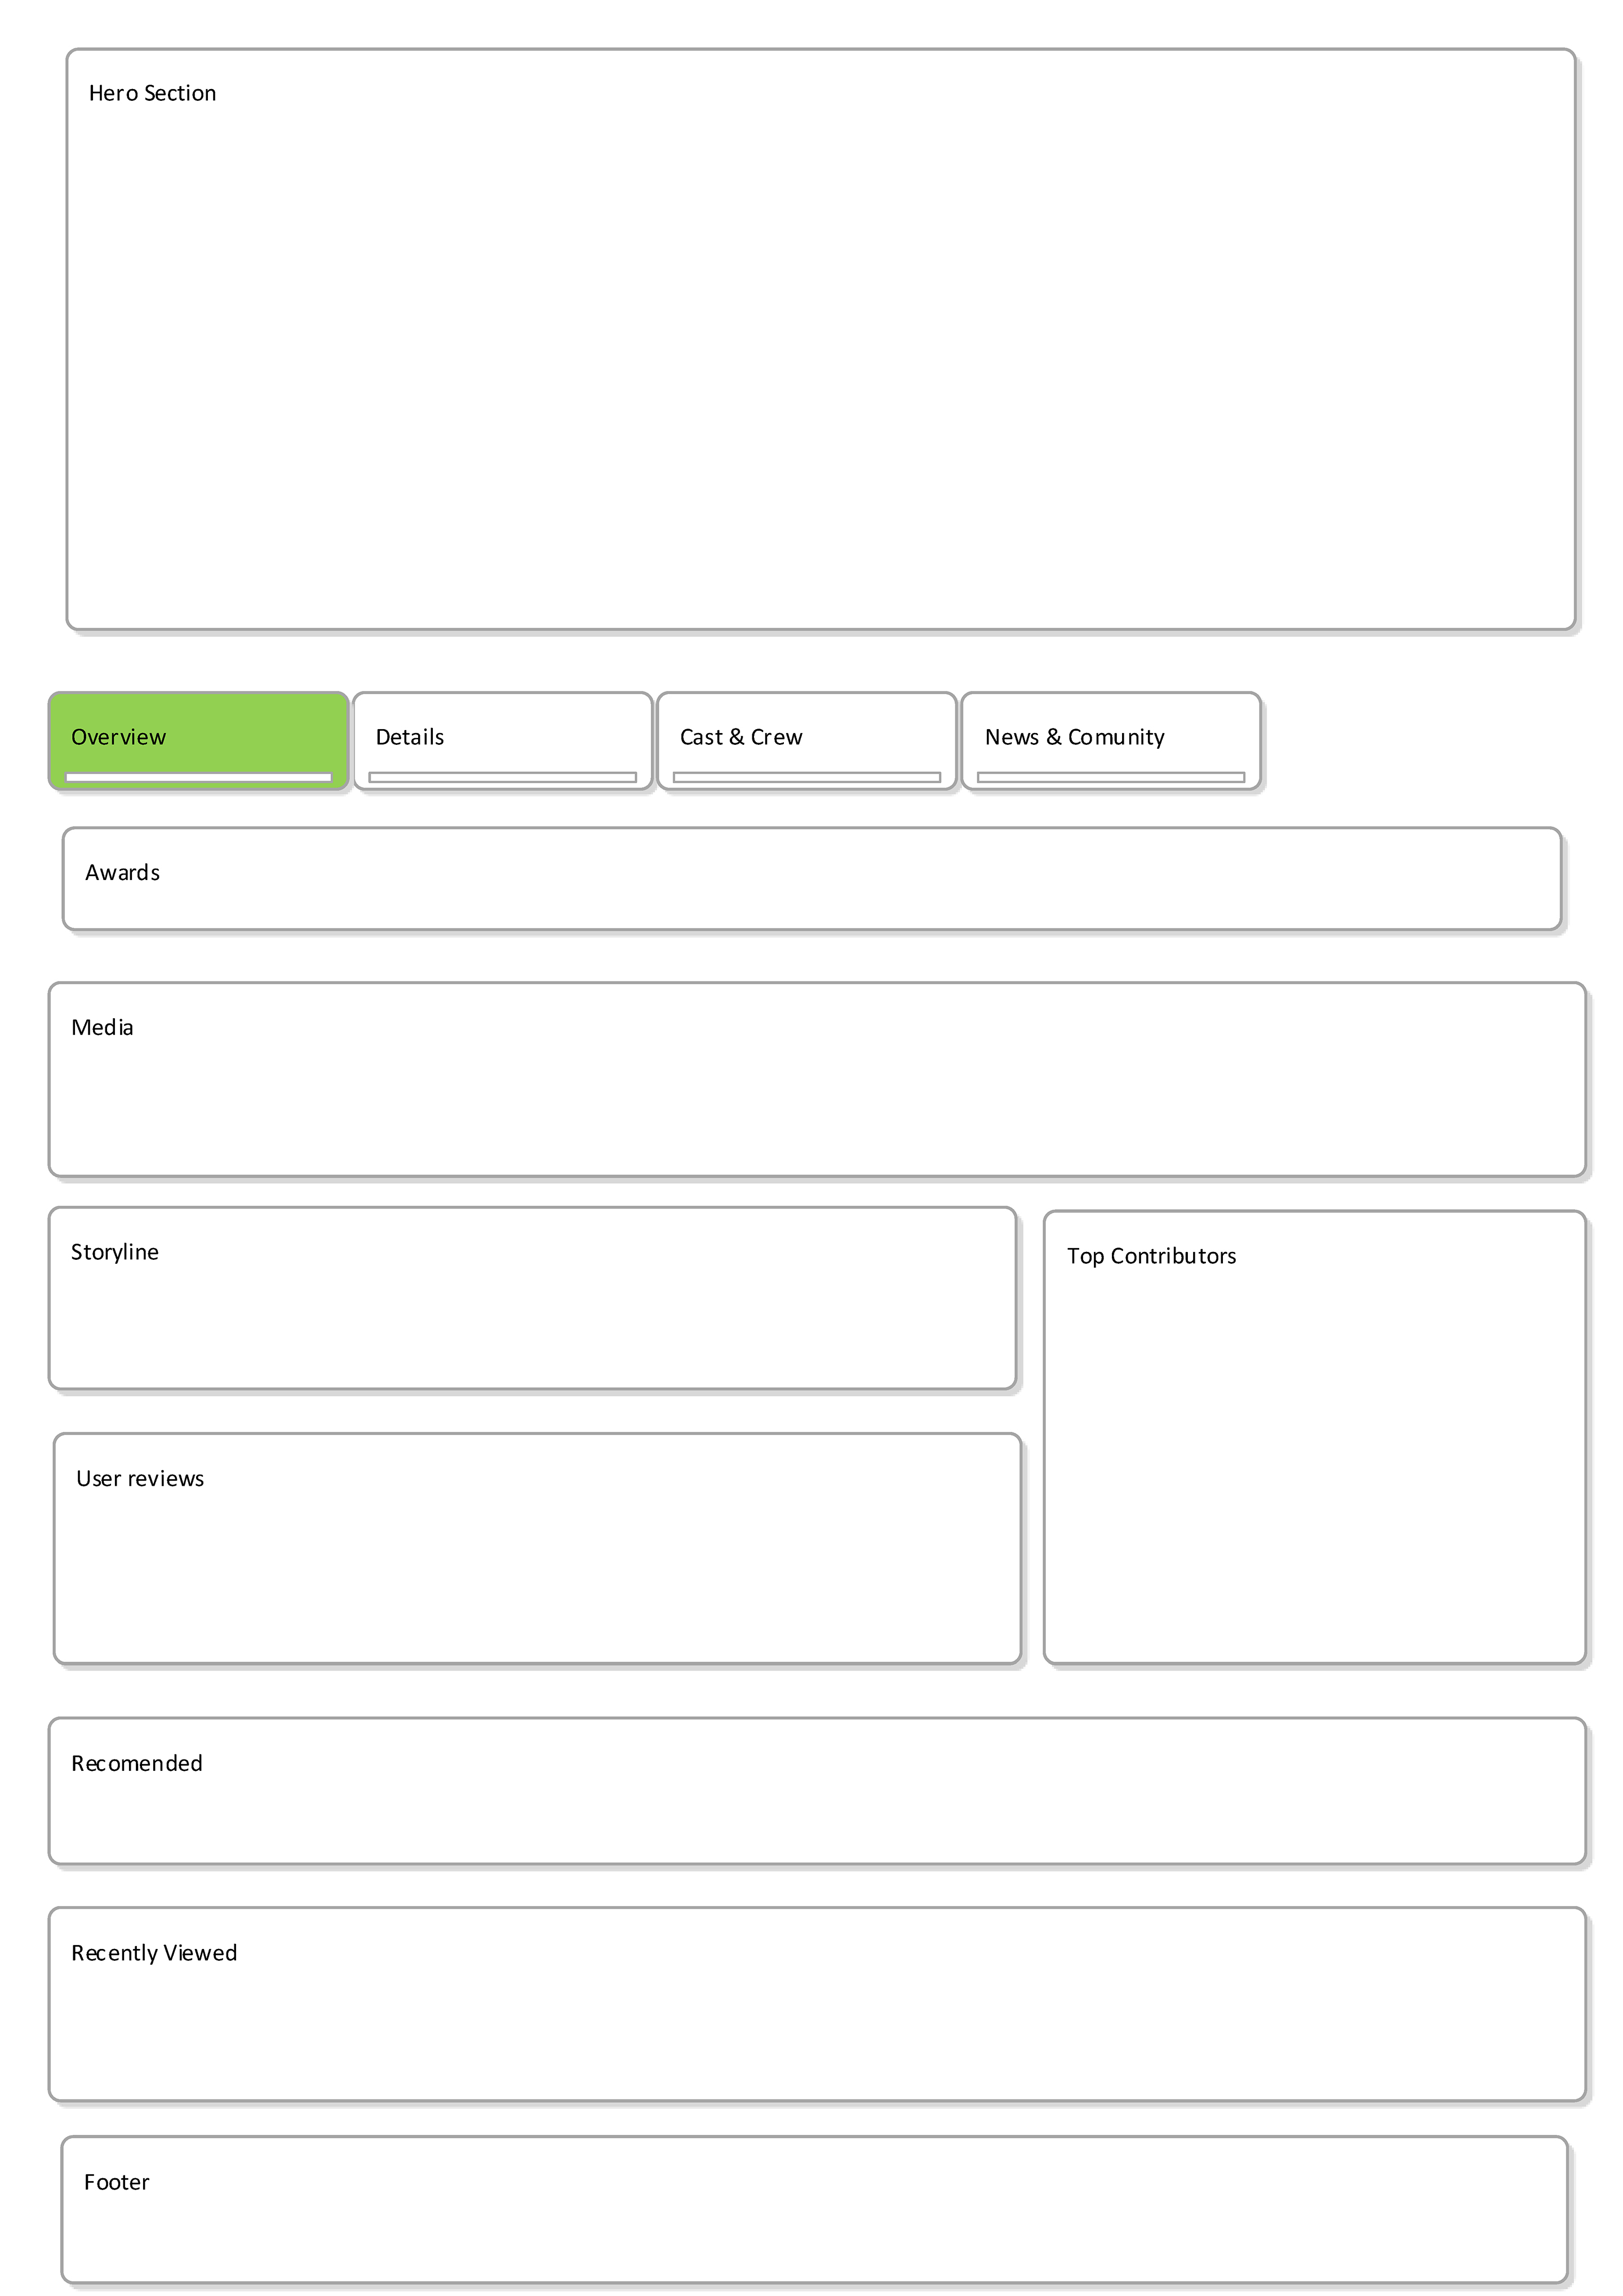 Hero Section
Overview
Details
Cast & Crew
News & Comunity
Awards
Media
Storyline
Top Contributors
User reviews
Recomended
Recently Viewed
Footer